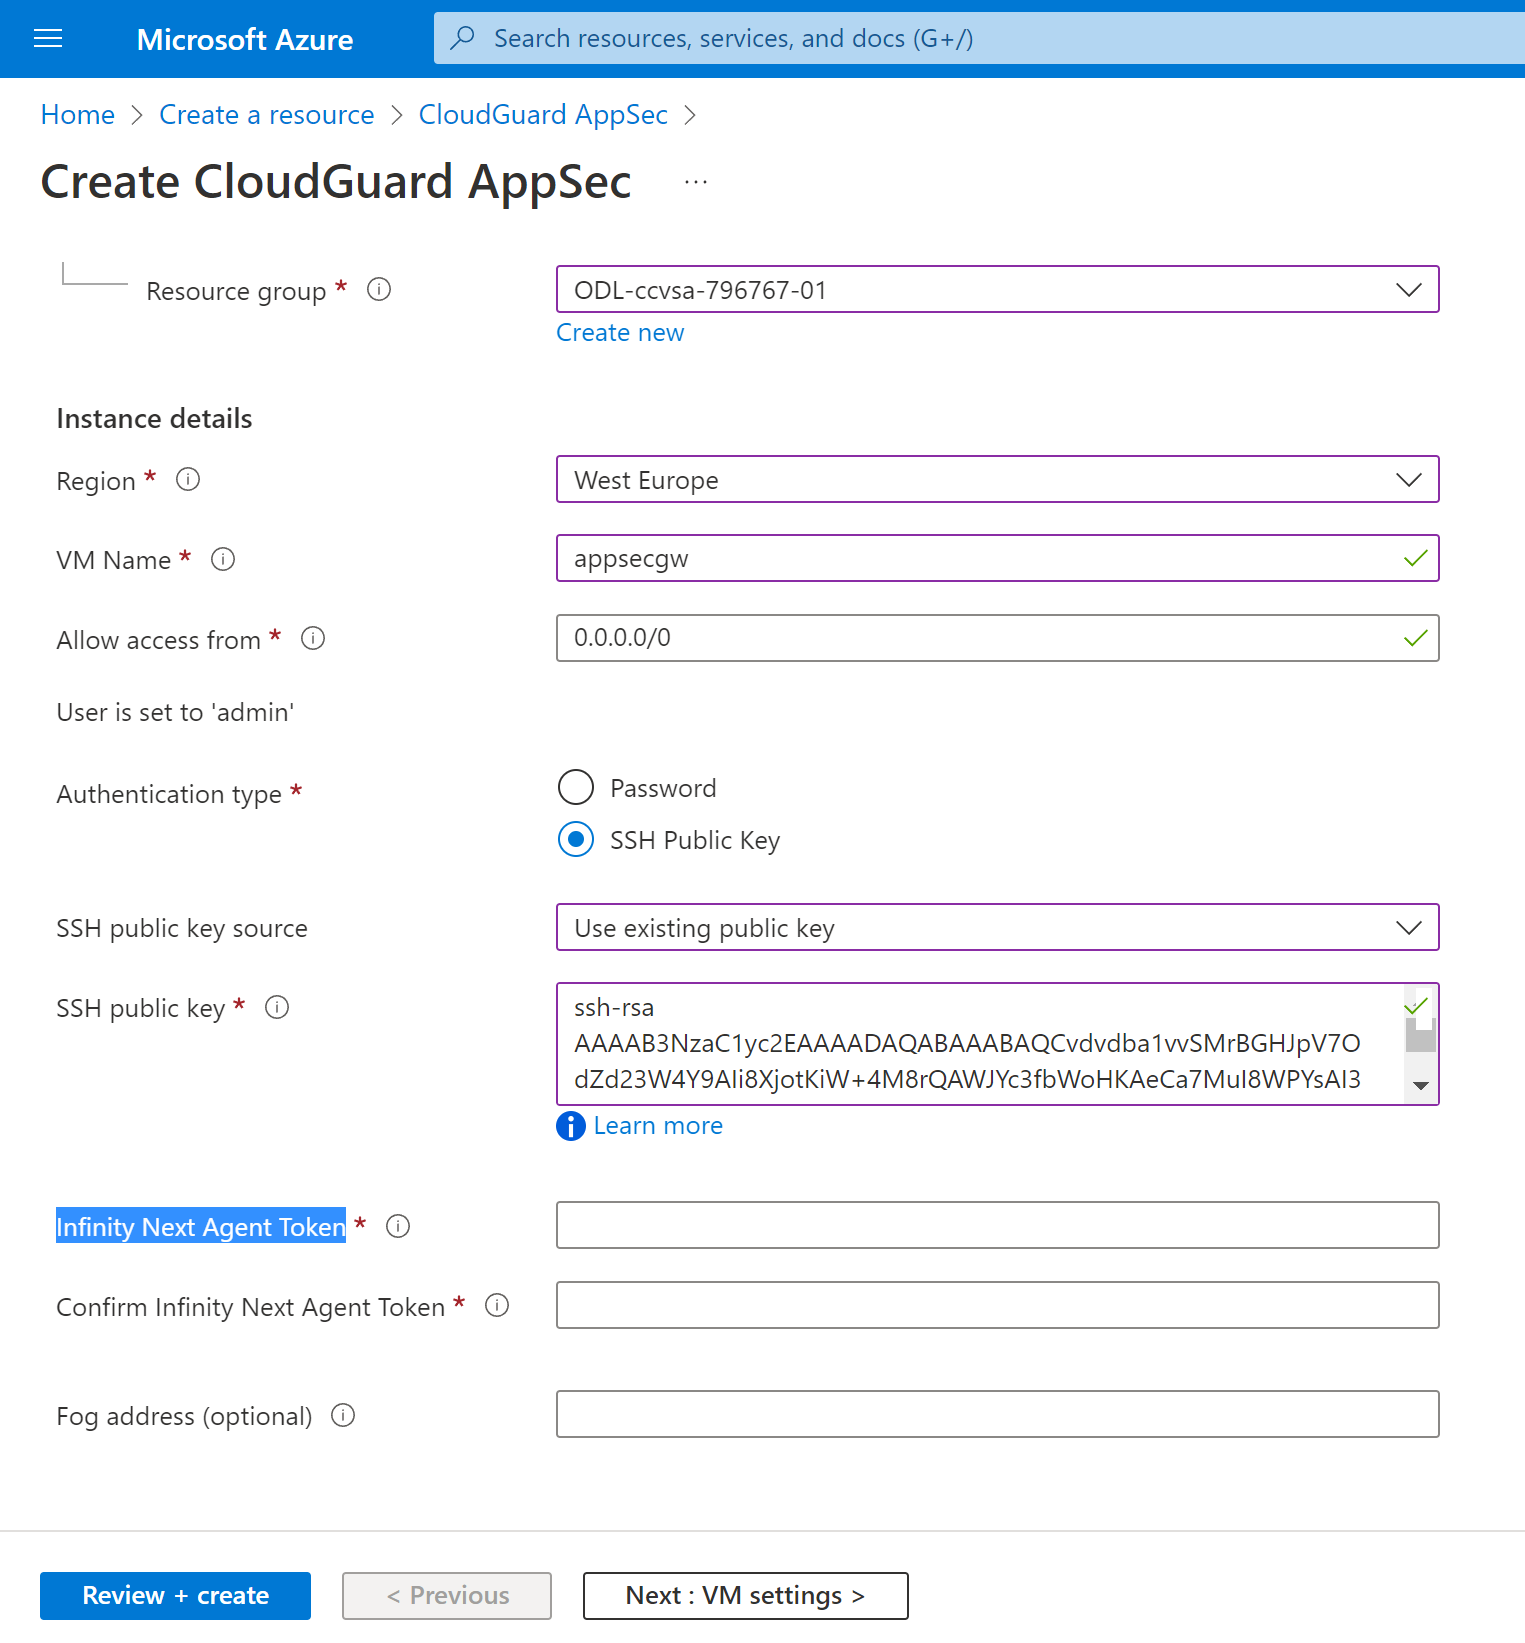 Microsoft Azure
Search resources, services, and docs (G+/)
Home > Create a resource > CloudGuard AppSec >
Create CloudGuard AppSec ...
Resource group * ODL-ccvsa-796767-01
Create new
Instance details
Region * West Europe
VM Name * appsecgw
Allow access from * 0.0.0.0/0
User is set to 'admin'
Authentication type * Password
SSH Public Key
SSH public key source Use existing public key
SSH public key * ssh-rsa
AAAAB3NzaC1yc2EAAAADAQABAAABAQCvdvdba1vvSMrBGHJpV7O
dZd23W4Y9AIi8XjotKiW+4M8rQAWJYc3fbWoHKAeCa7MuI8WPYsAI3
Learn more
Infinity Next Agent Token *
Confirm Infinity Next Agent Token *
Fog address (optional)
Review + create
< Previous
Next : VM settings >